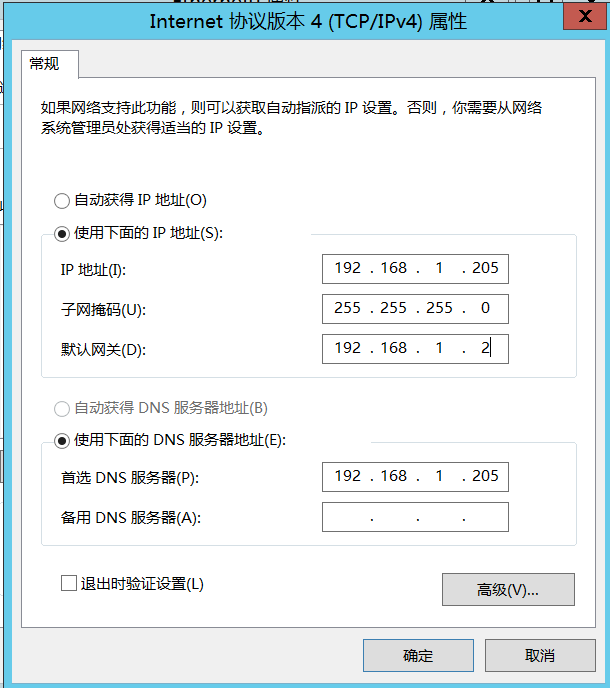 Internet 协议版本 4 (TCP/IPv4) 属性
常规
如果网络支持此功能，则可以获取自动指派的 IP 设置。否则，你需要从网络
系统管理员处获得适当的 IP 设置。
自动获得 IP 地址(O)
使用下面的 IP 地址(S):
IP 地址(I): 192 . 168 . 1 . 205
子网掩码(U): 255 . 255 . 255 . 0
默认网关(D): 192 . 168 . 1 . 2
自动获得 DNS 服务器地址(B)
使用下面的 DNS 服务器地址(E):
首选 DNS 服务器(P): 192 . 168 . 1 . 205
备用 DNS 服务器(A): . . .
退出时验证设置(L)
高级(V)...
确定 取消